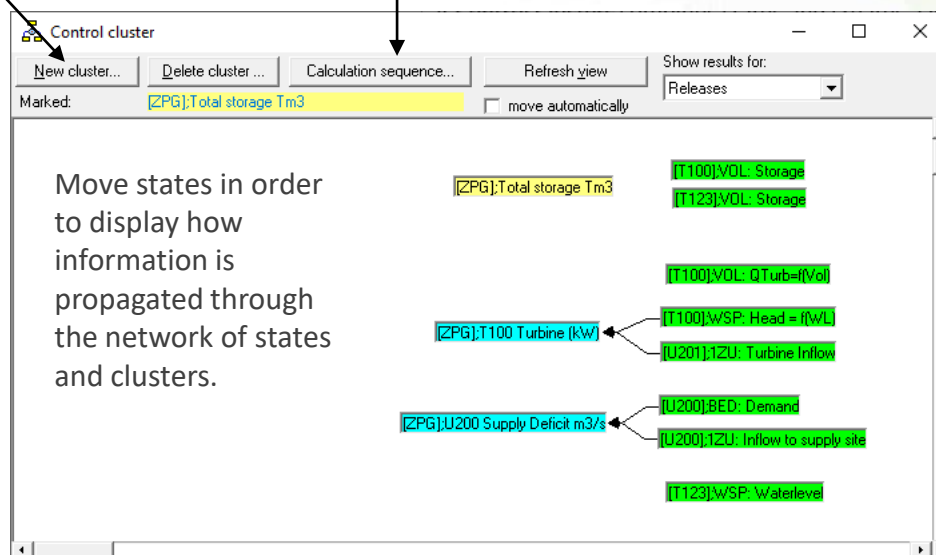 Control cluster
New cluster...
Delete cluster ...
Calculation sequence...
Refresh view
Show results for:
Releases
Marked:
[ZPG];Total storage Tm3
move automatically
Move states in order
to display how
information is
propagated through
the network of states
and clusters.
[ZPG];Total storage Tm3
[T100];VOL: Storage
[T123];VOL: Storage
[T100];VOL: QTurb=f(Vol)
[ZPG];T100 Turbine (kW)
[T100];WSP: Head = f(WL)
[U201];1ZU: Turbine Inflow
[ZPG];U200 Supply Deficit m3/s
[U200];BED: Demand
[U200];1ZU: Inflow to supply site
[T123];WSP: Waterlevel